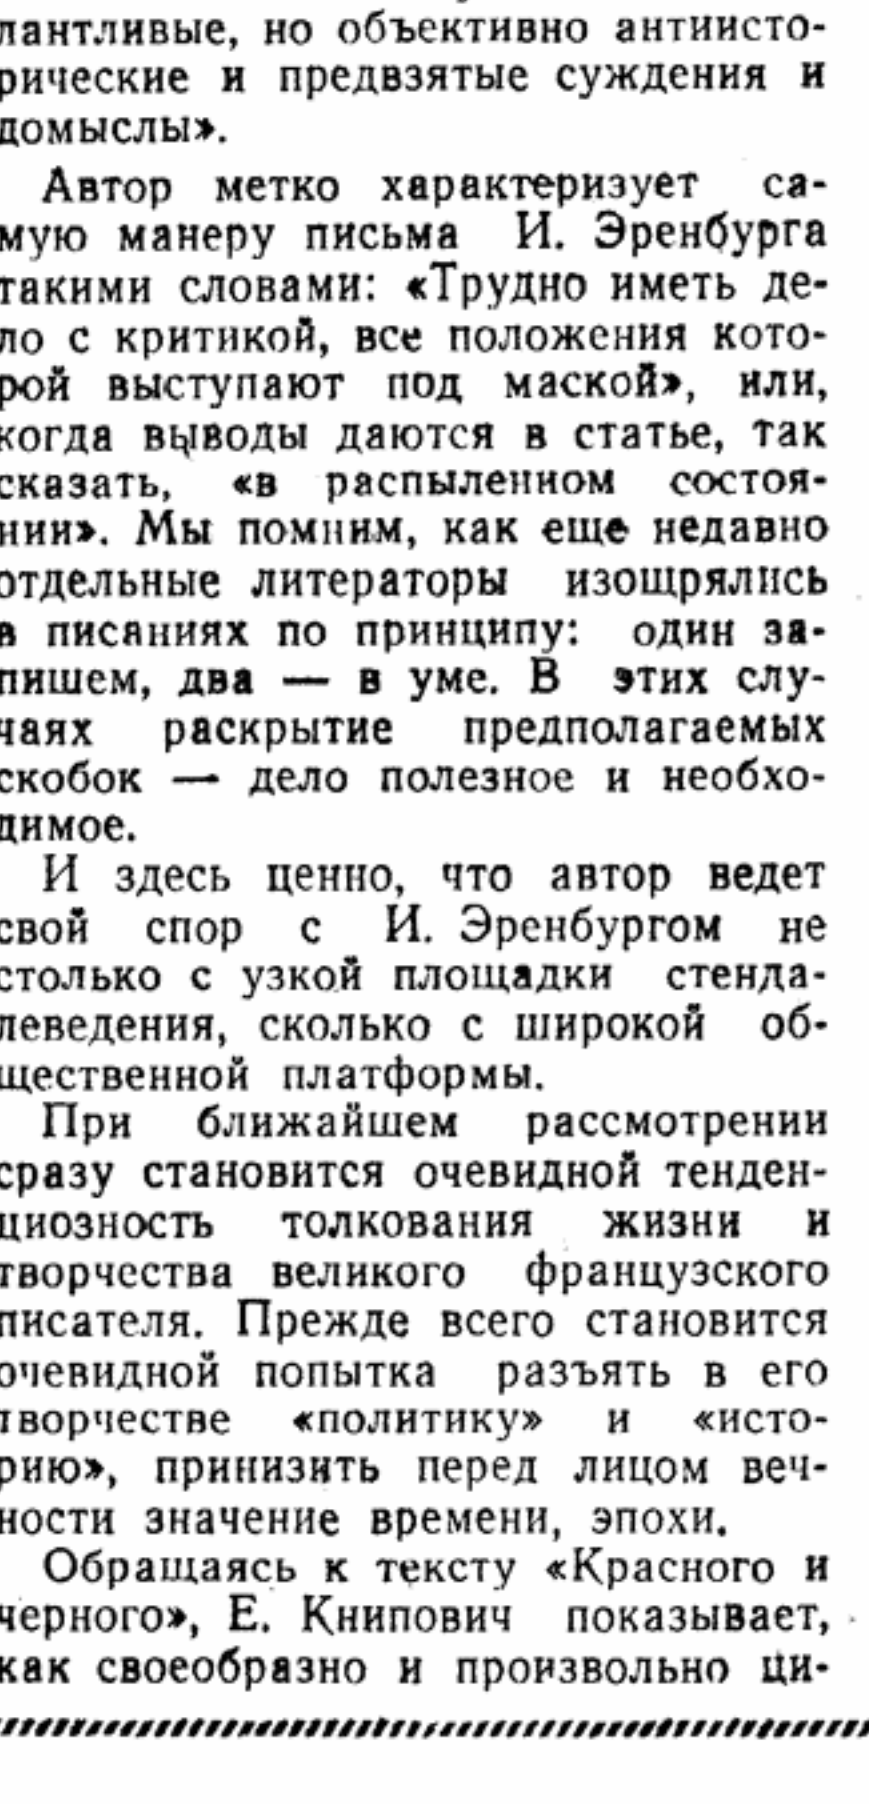 лантливые, но объективно антиисто-
рические и предвзятые суждения и
домыслы».
Автор метко характеризует са-
мую манеру письма И. Эренбурга
такими словами: «Трудно иметь де-
ло с критикой, все положения кото-
рой выступают под маской», или,
когда выводы даются в статье, так
сказать, «в распыленном состоя-
нии». Мы помним, как еще недавно
отдельные литераторы изощрялись
в писаниях по принципу: один за-
пишем, два — в уме. В этих слу-
чаях раскрытие предполагаемых
скобок — дело полезное и необхо-
димое.
И здесь ценно, что автор ведет
свой спор с И. Эренбургом не
столько с узкой площадки стенда-
леведения, сколько с широкой об-
щественной платформы.
При ближайшем рассмотрении
сразу становится очевидной тенден-
циозность толкования жизни и
творчества великого французского
писателя. Прежде всего становится
очевидной попытка разъять в его
творчестве «политику» и «исто-
рию», принизить перед лицом веч-
ности значение времени, эпохи.
Обращаясь к тексту «Красного и
черного», Е. Книпович показывает,
как своеобразно и произвольно ци-